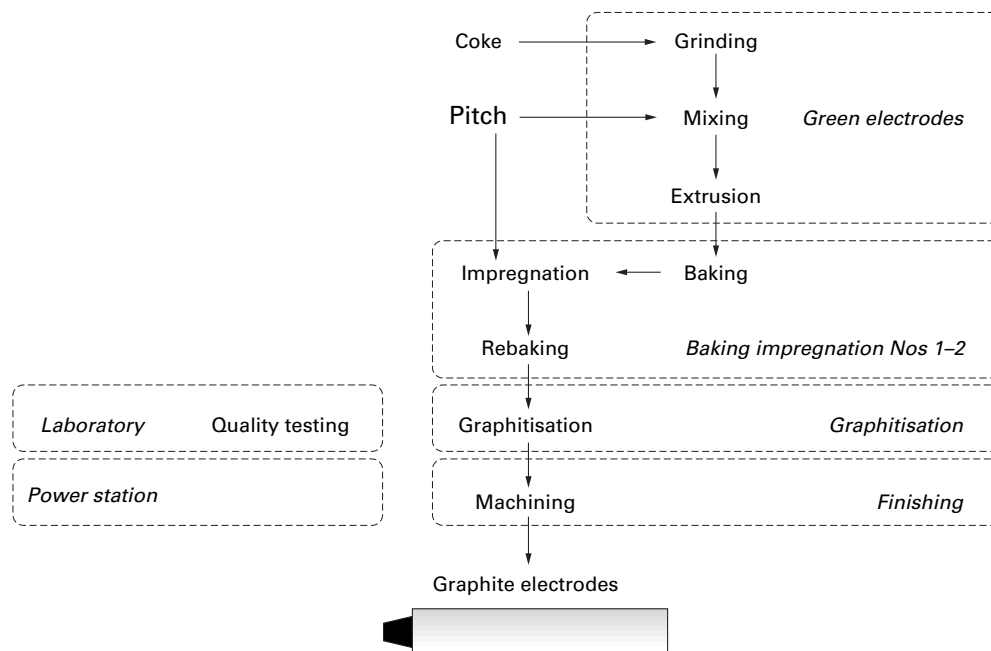 Coke Grinding
Pitch Mixing Green electrodes
Extrusion
Impregnation Baking
Rebaking Baking impregnation Nos 1–2
Laboratory Quality testing Graphitisation Graphitisation
Power station Machining Finishing
Graphite electrodes